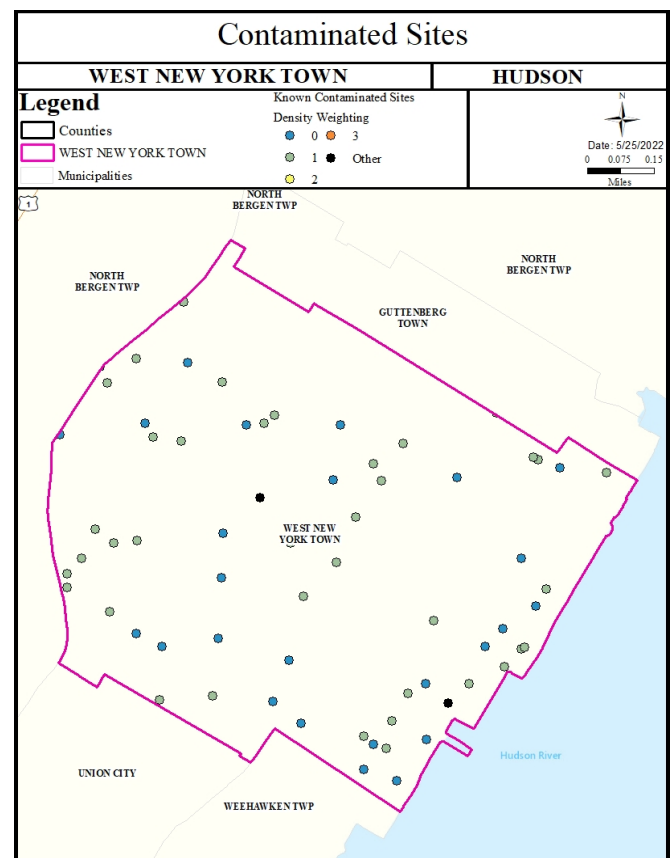 Contaminated Sites
WEST NEW YORK TOWN
HUDSON
Legend
Counties
WEST NEW YORK TOWN
Municipalities
Known Contaminated Sites
Density Weighting
0
3
1
Other
2
N
Date: 5/25/2022
0 0.075 0.15
Miles
1
NORTH
BERGEN TWP
NORTH
BERGEN TWP
NORTH
BERGEN TWP
GUTTENBERG
TOWN
WEST NEW
YORK TOWN
Hudson River
UNION CITY
WEEHAWKEN TWP